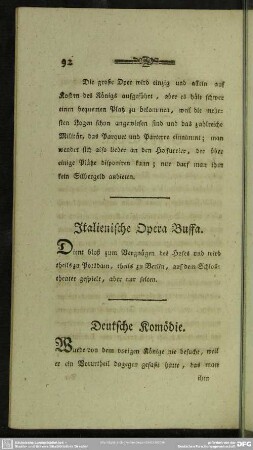 92
Die große Oper wird einzig und allein auf
Kosten des Königs aufgeführt, aber es hält schwer
einen bequemen Platz zu bekommen, weil die meisten
Logen schon angewiesen sind und das zahlreiche
Militär, das Parquet und Parterre einnimmt; man
wendet sich also lieber an den Hoffourier, der über
einige Plätze disponiren kann; nur darf man ihm
kein Silbergeld anbieten.
Italienische Opera Buffa.
Dient bloß zum Vergnügen des Hofes und wird
theils zu Potsdam, theils zu Berlin, auf dem Schloß-
theater gespielt, aber nur selten.
Deutsche Komödie.
Wurde von dem vorigen Könige nie besucht, weil
er ein Vorurtheil dagegen gefaßt hatte, das man
ihm